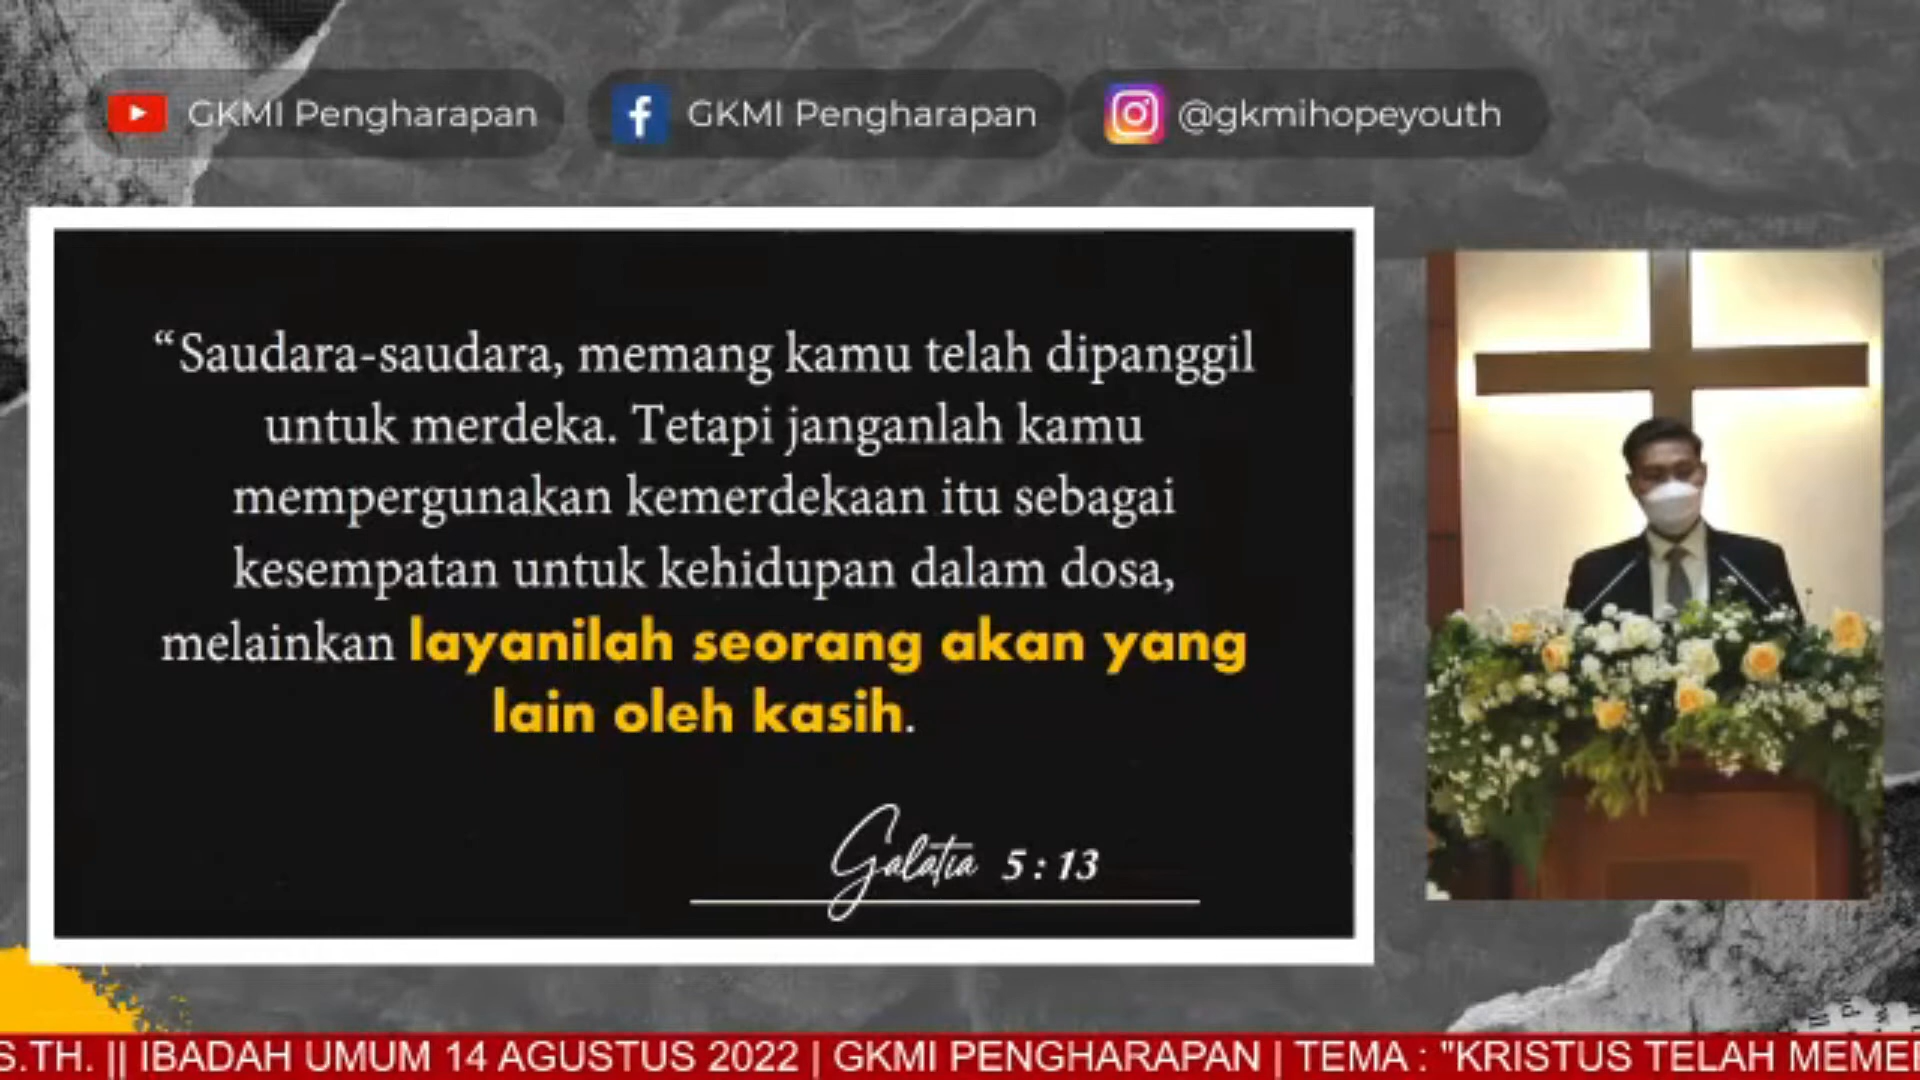 GKMI Pengharapan
GKMI Pengharapan
@gkmihopeyouth
“Saudara-saudara, memang kamu telah dipanggil
untuk merdeka. Tetapi janganlah kamu
mempergunakan kemerdekaan itu sebagai
kesempatan untuk kehidupan dalam dosa,
melainkan layanilah seorang akan yang
lain oleh kasih.
Galatia 5:13
S.TH. || IBADAH UMUM 14 AGUSTUS 2022 | GKMI PENGHARAPAN | TEMA : "KRISTUS TELAH